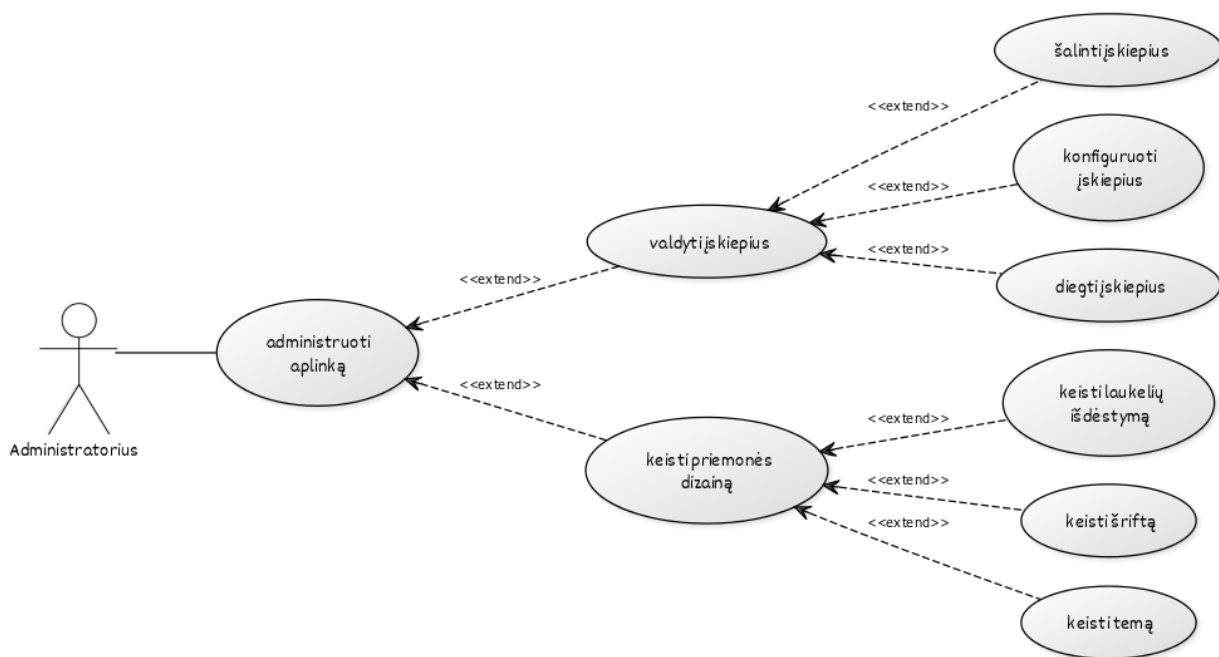 šalinti įskiepius
<<extend>>
konfiguruoti
įskiepius
<<extend>>
valdyti įskiepius
<<extend>>
diegti įskiepius
<<extend>>
administruoti
aplinką
Administratorius
<<extend>>
keisti laukelių
išdėstymą
<<extend>>
keisti priemonės
dizainą
<<extend>>
keisti šriftą
<<extend>>
keisti temą